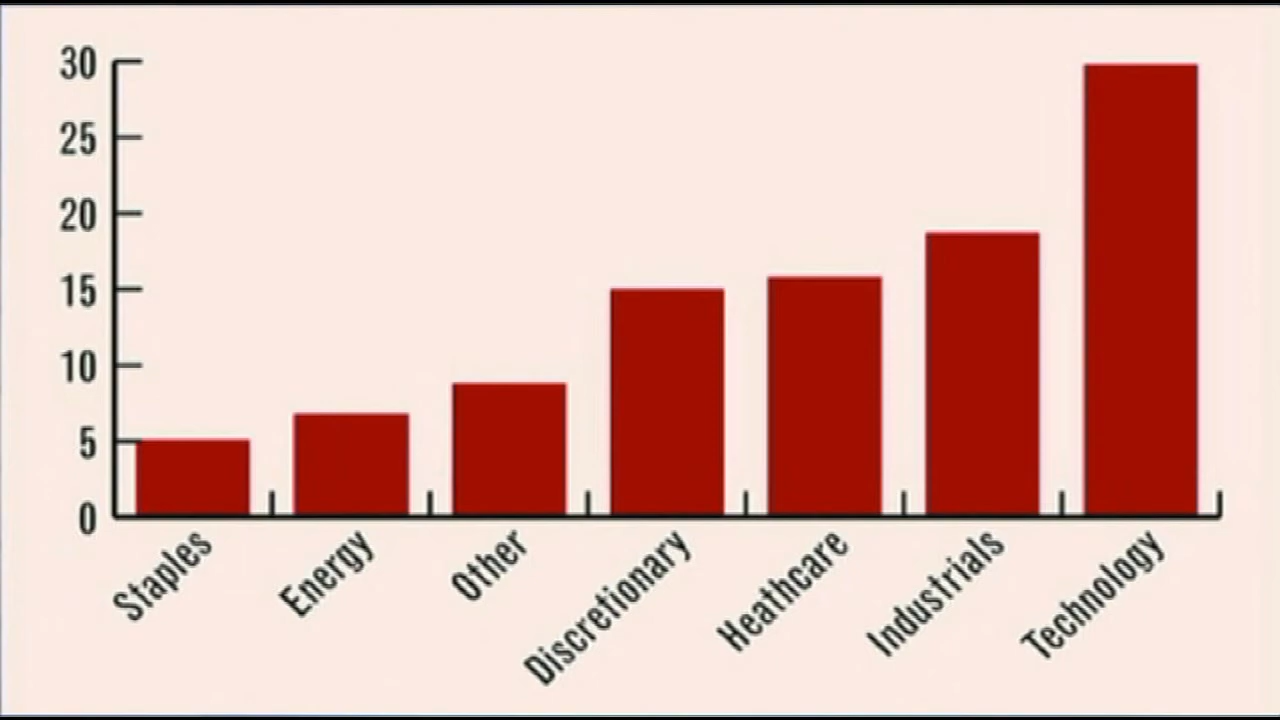 30
25
20
15
10
5
0
Staples
Energy
Other
Discretionary
Heathcare
Industrials
Technology